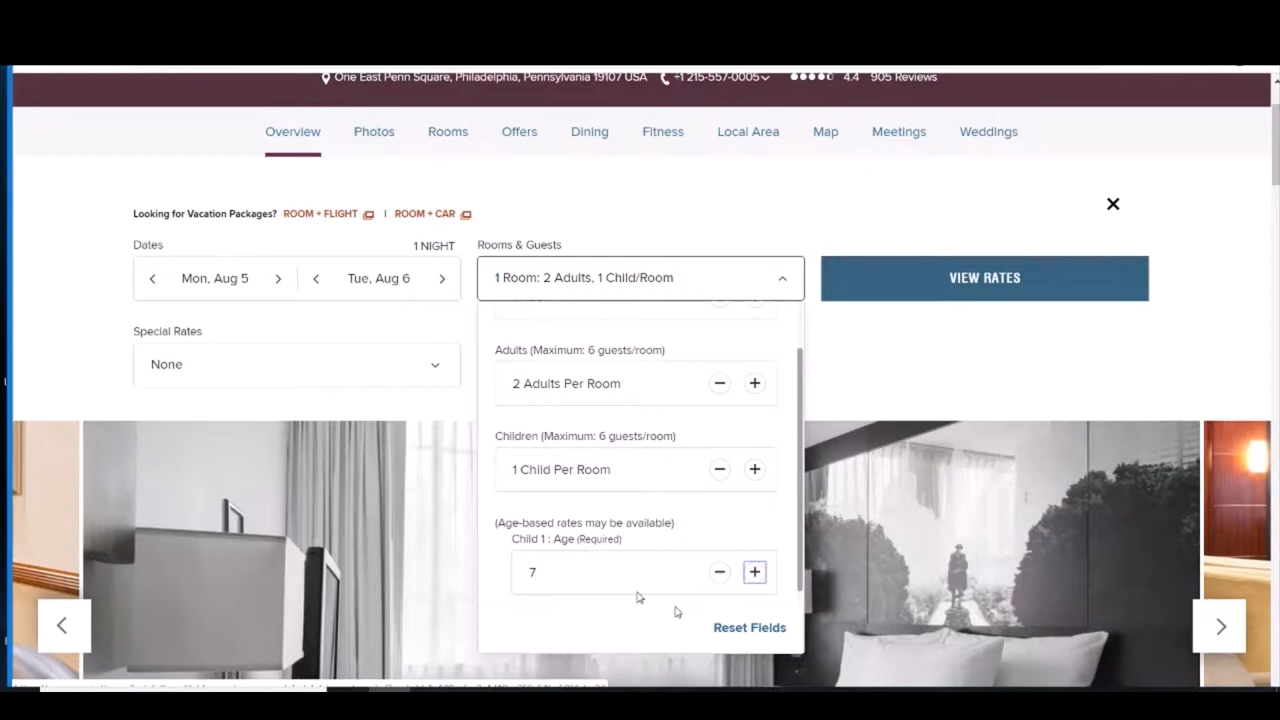 One East Penn Square, Philadelphia, Pennsylvania 19107 USA +1 215-557-0005 4.4 905 Reviews
Overview Photos Rooms Offers Dining Fitness Local Area Map Meetings Weddings
Looking for Vacation Packages? ROOM + FLIGHT | ROOM + CAR
Dates 1 NIGHT Rooms & Guests
Mon, Aug 5 Tue, Aug 6 1 Room: 2 Adults, 1 Child/Room VIEW RATES
Special Rates
None
Adults (Maximum: 6 guests/room)
2 Adults Per Room
Children (Maximum: 6 guests/room)
1 Child Per Room
(Age-based rates may be available)
Child 1 : Age (Required)
7
Reset Fields